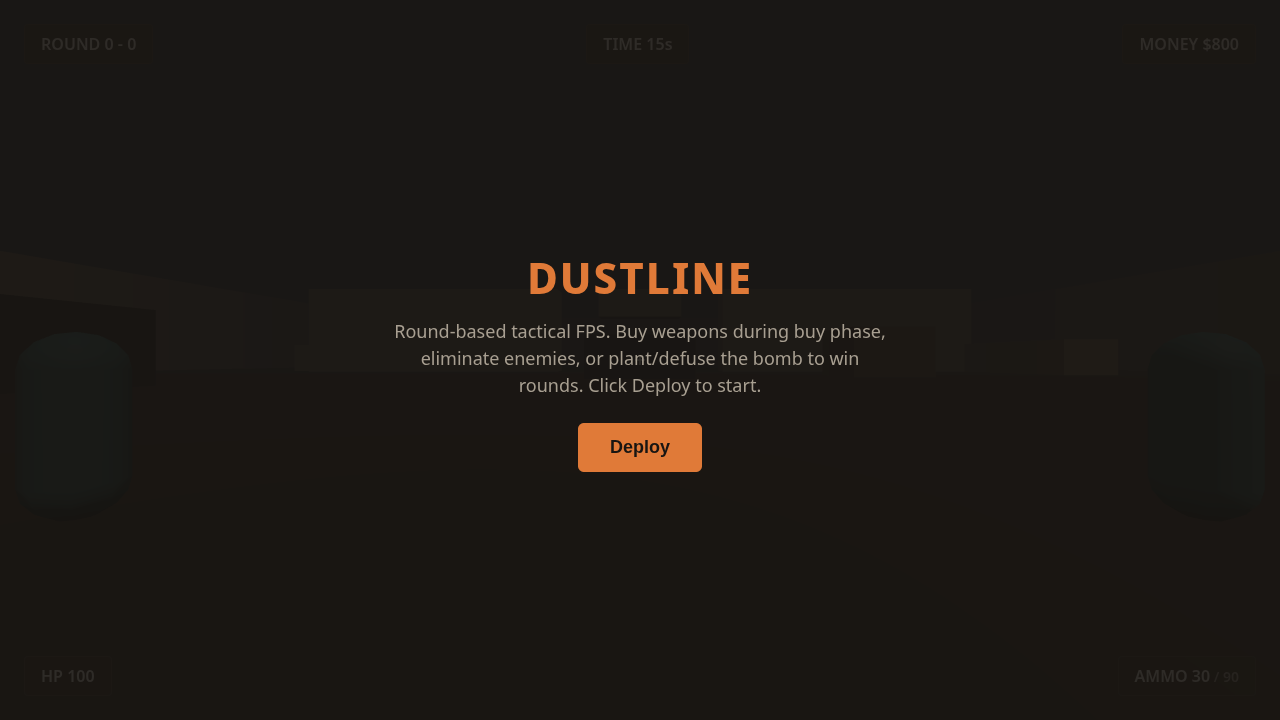 ROUND 0 - 0
TIME 15s
MONEY $800
DUSTLINE
Round-based tactical FPS. Buy weapons during buy phase,
eliminate enemies, or plant/defuse the bomb to win
rounds. Click Deploy to start.
Deploy
HP 100
AMMO 30 / 90